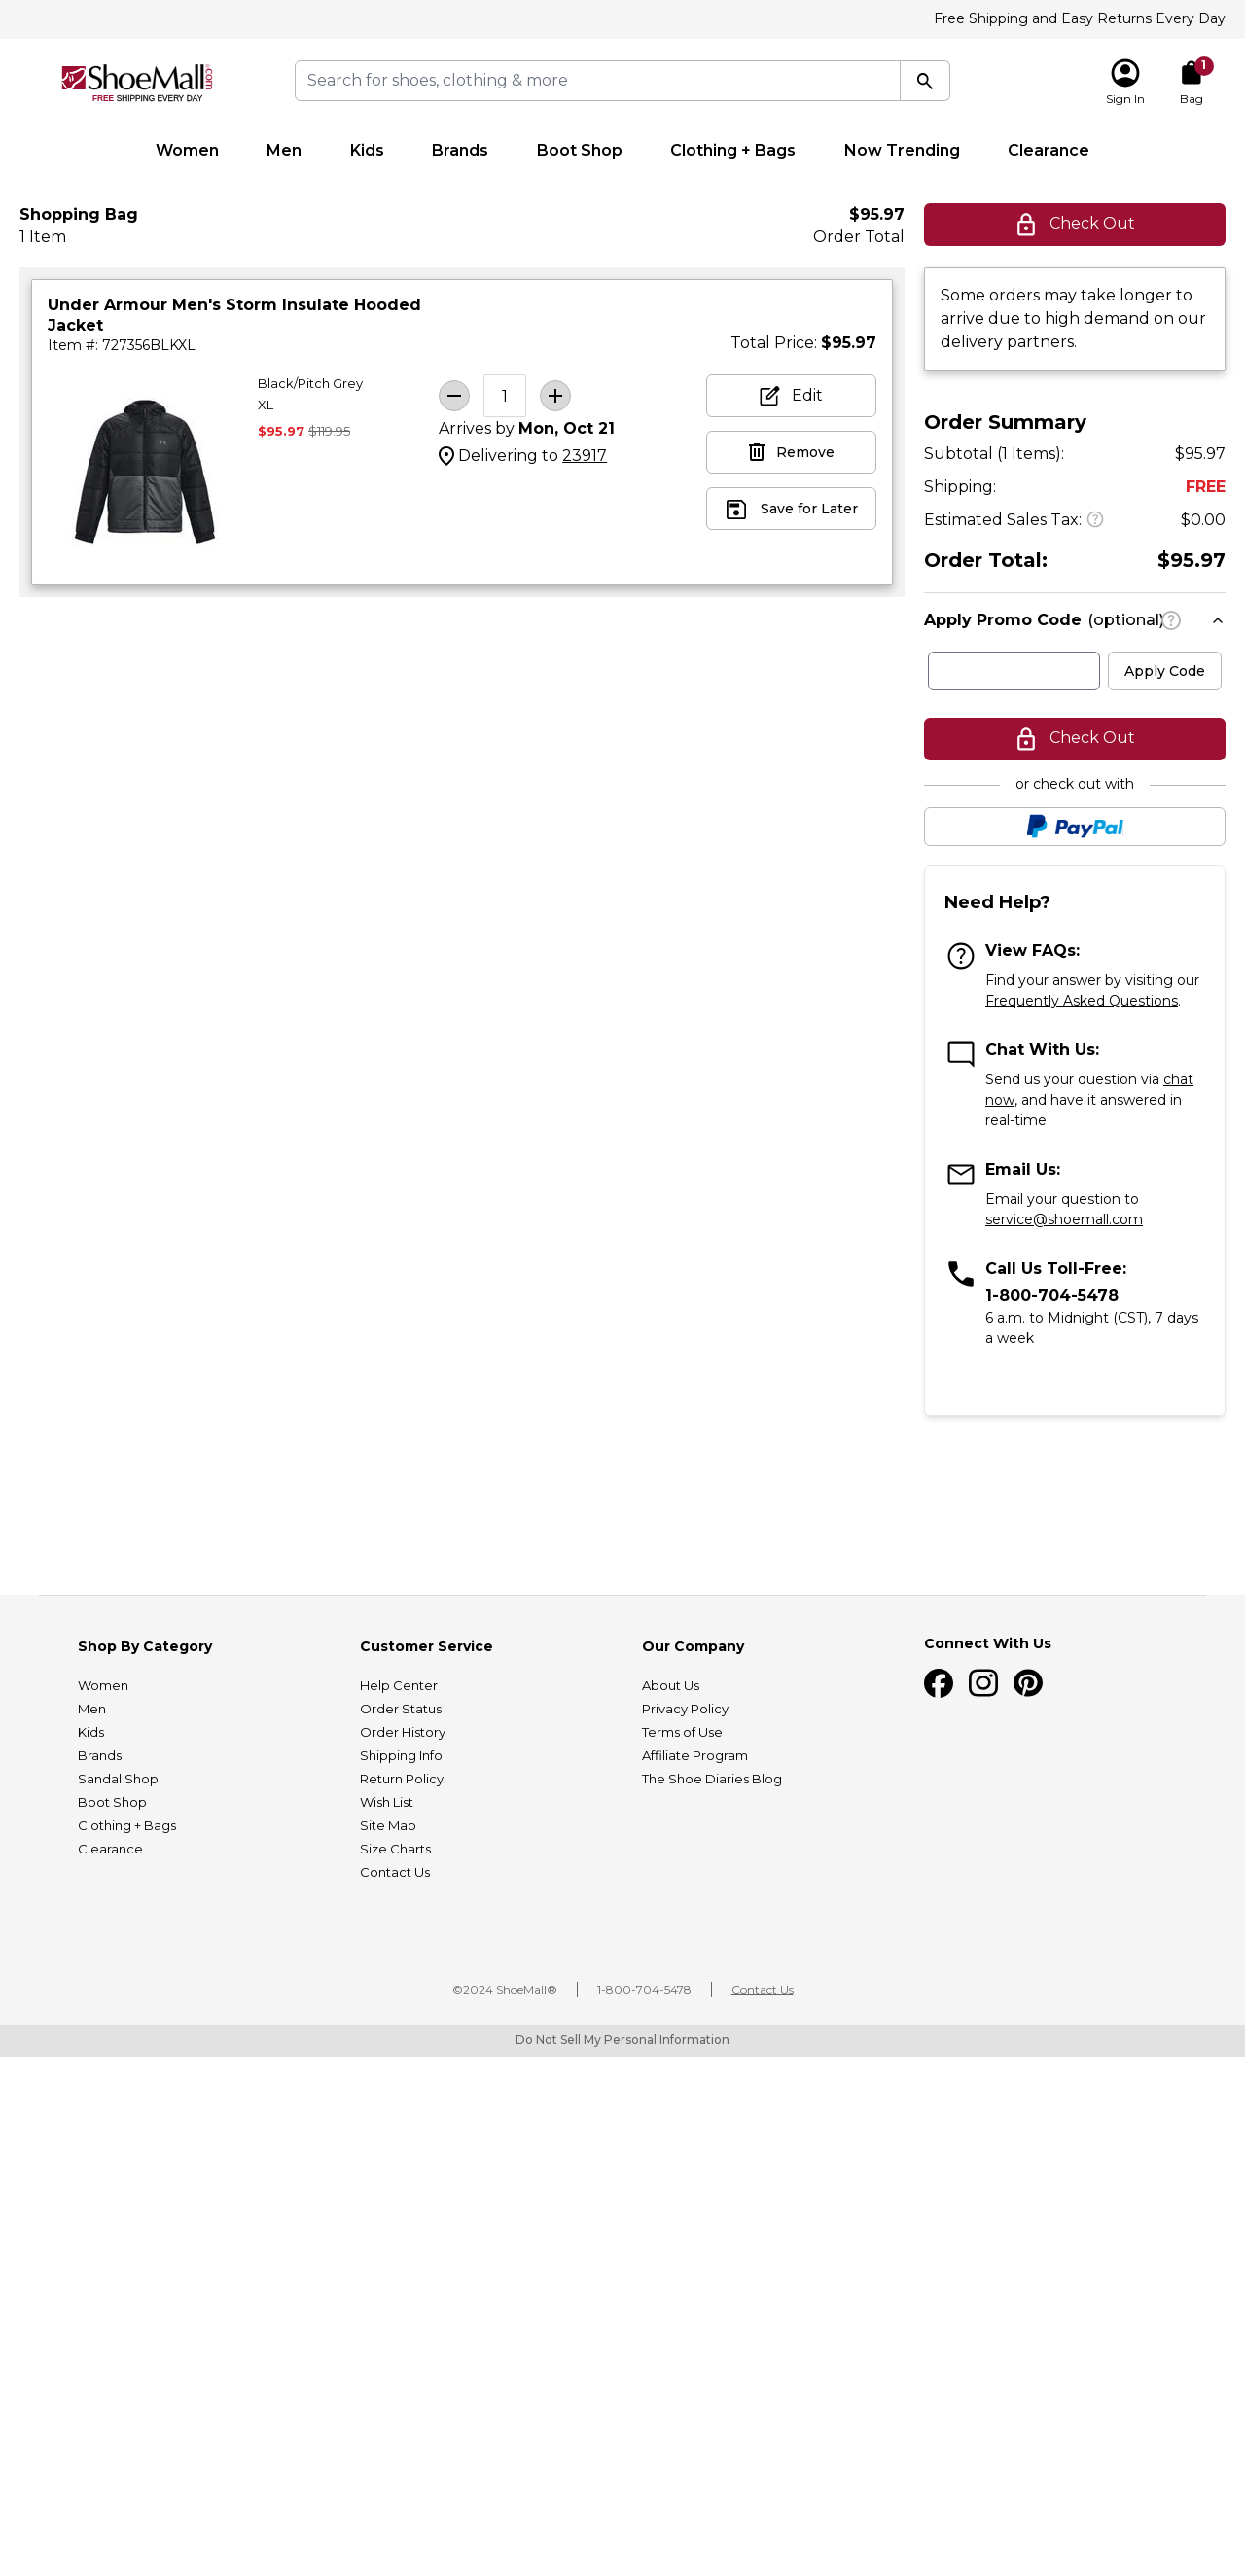 Free Shipping and Easy Returns Every Day
ShoeMall.com
FREE SHIPPING EVERY DAY
Search for shoes, clothing & more
Sign In
1
Bag
Women Men Kids Brands Boot Shop Clothing + Bags Now Trending Clearance
Shopping Bag
1 Item
$95.97
Order Total
Check Out
Under Armour Men's Storm Insulate Hooded
Jacket
Item #: 727356BLKXL
Total Price: $95.97
Black/Pitch Grey
XL
$95.97 $119.95
1
Arrives by Mon, Oct 21
Delivering to 23917
Edit
Remove
Save for Later
Some orders may take longer to
arrive due to high demand on our
delivery partners.
Order Summary
Subtotal (1 Items): $95.97
Shipping: FREE
Estimated Sales Tax: ? $0.00
Order Total: $95.97
Apply Promo Code (optional) ?
Apply Code
Check Out
or check out with
PayPal
Need Help?
View FAQs:
Find your answer by visiting our
Frequently Asked Questions.
Chat With Us:
Send us your question via chat
now, and have it answered in
real-time
Email Us:
Email your question to
service@shoemall.com
Call Us Toll-Free:
1-800-704-5478
6 a.m. to Midnight (CST), 7 days
a week
Shop By Category
Women
Men
Kids
Brands
Sandal Shop
Boot Shop
Clothing + Bags
Clearance
Customer Service
Help Center
Order Status
Order History
Shipping Info
Return Policy
Wish List
Site Map
Size Charts
Contact Us
Our Company
About Us
Privacy Policy
Terms of Use
Affiliate Program
The Shoe Diaries Blog
Connect With Us
©2024 ShoeMall® | 1-800-704-5478 | Contact Us
Do Not Sell My Personal Information